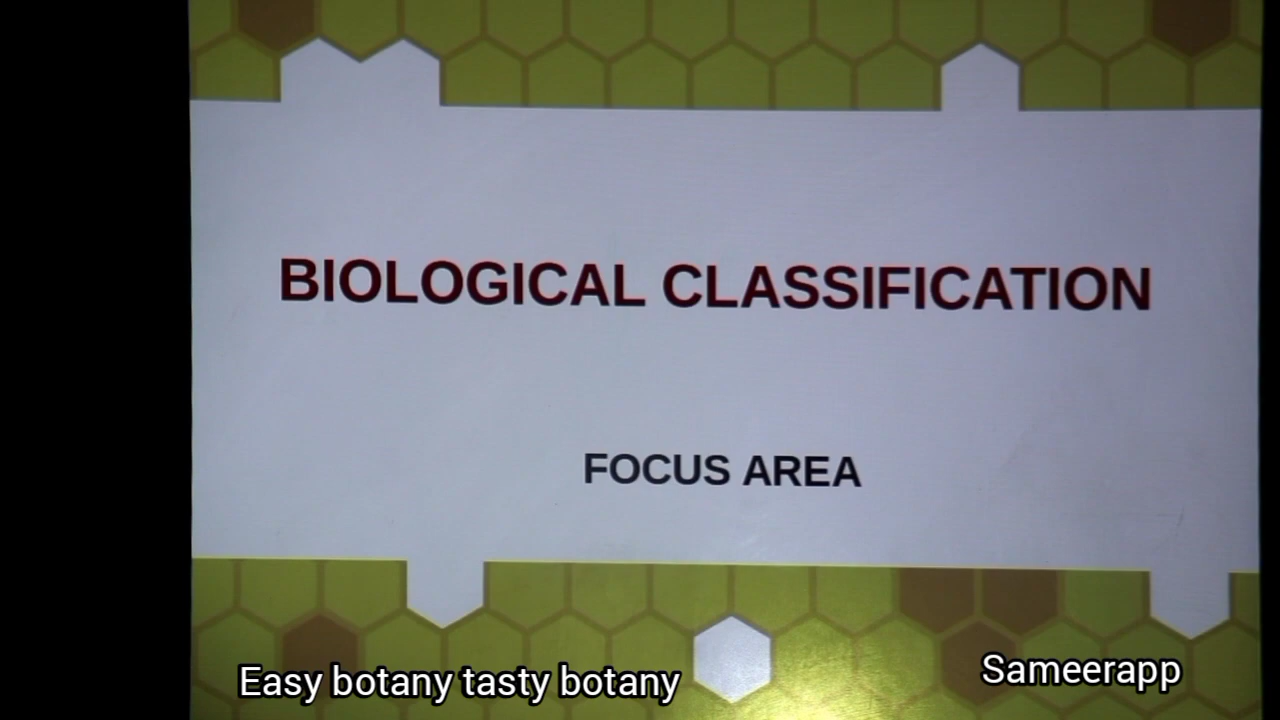 BIOLOGICAL CLASSIFICATION
FOCUS AREA
Easy botany tasty botany
Sameerapp